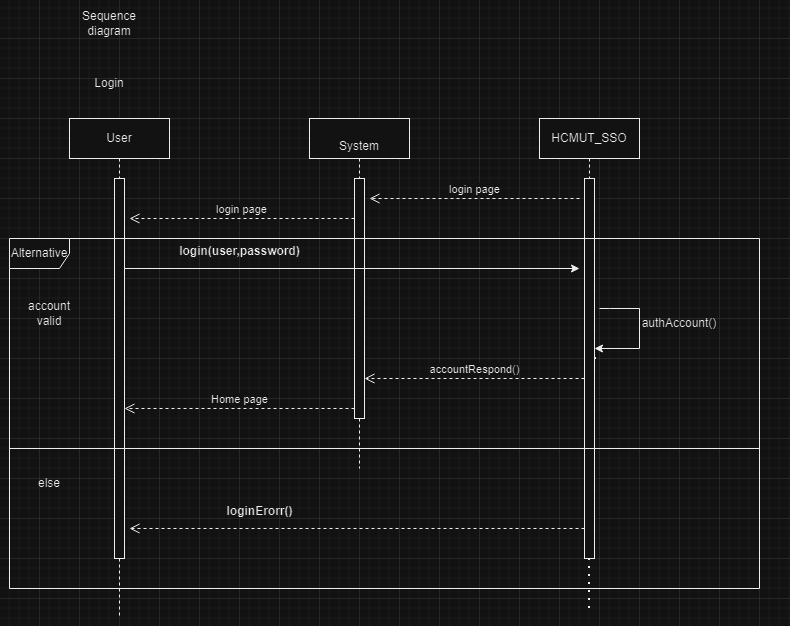 Sequence
diagram
Login
User
System
HCMUT_SSO
login page
login page
Alternative
login(user,password)
account
valid
authAccount()
accountRespond()
Home page
else
loginErorr()